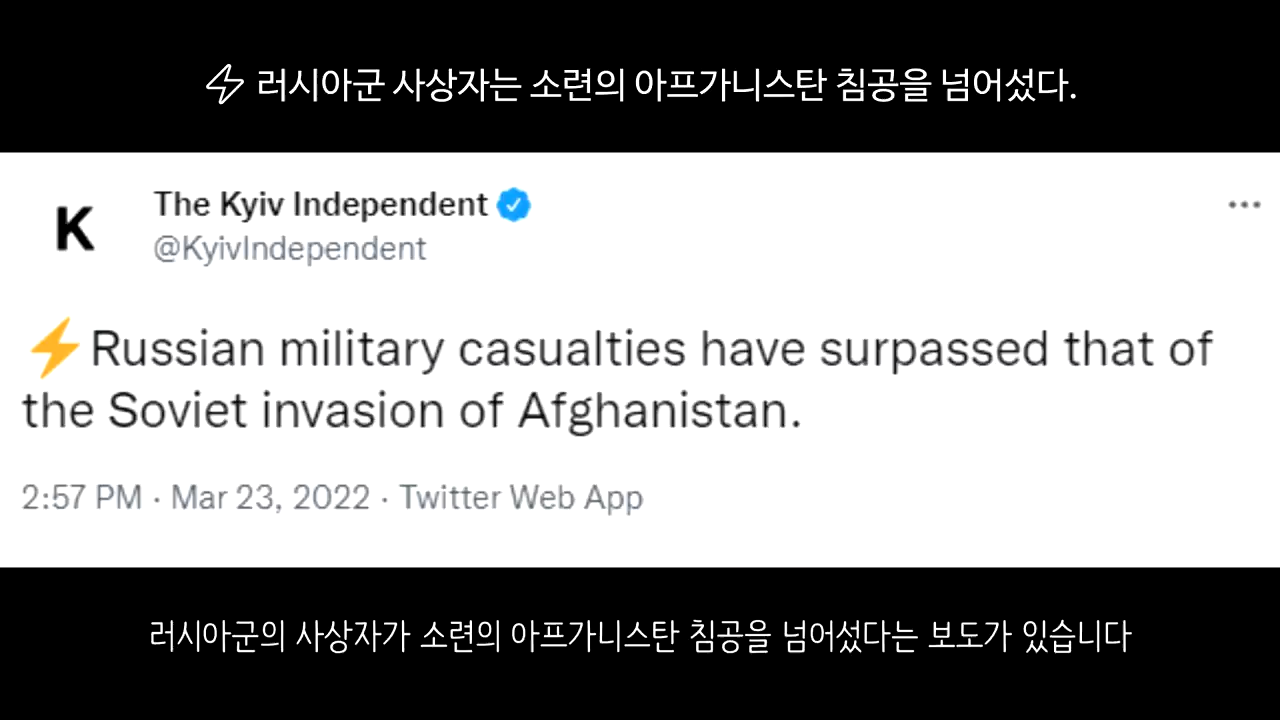 ⚡ 러시아군 사상자는 소련의 아프가니스탄 침공을 넘어섰다.
K
The Kyiv Independent
@KyivIndependent
⚡Russian military casualties have surpassed that of
the Soviet invasion of Afghanistan.
2:57 PM · Mar 23, 2022 · Twitter Web App
러시아군의 사상자가 소련의 아프가니스탄 침공을 넘어섰다는 보도가 있습니다